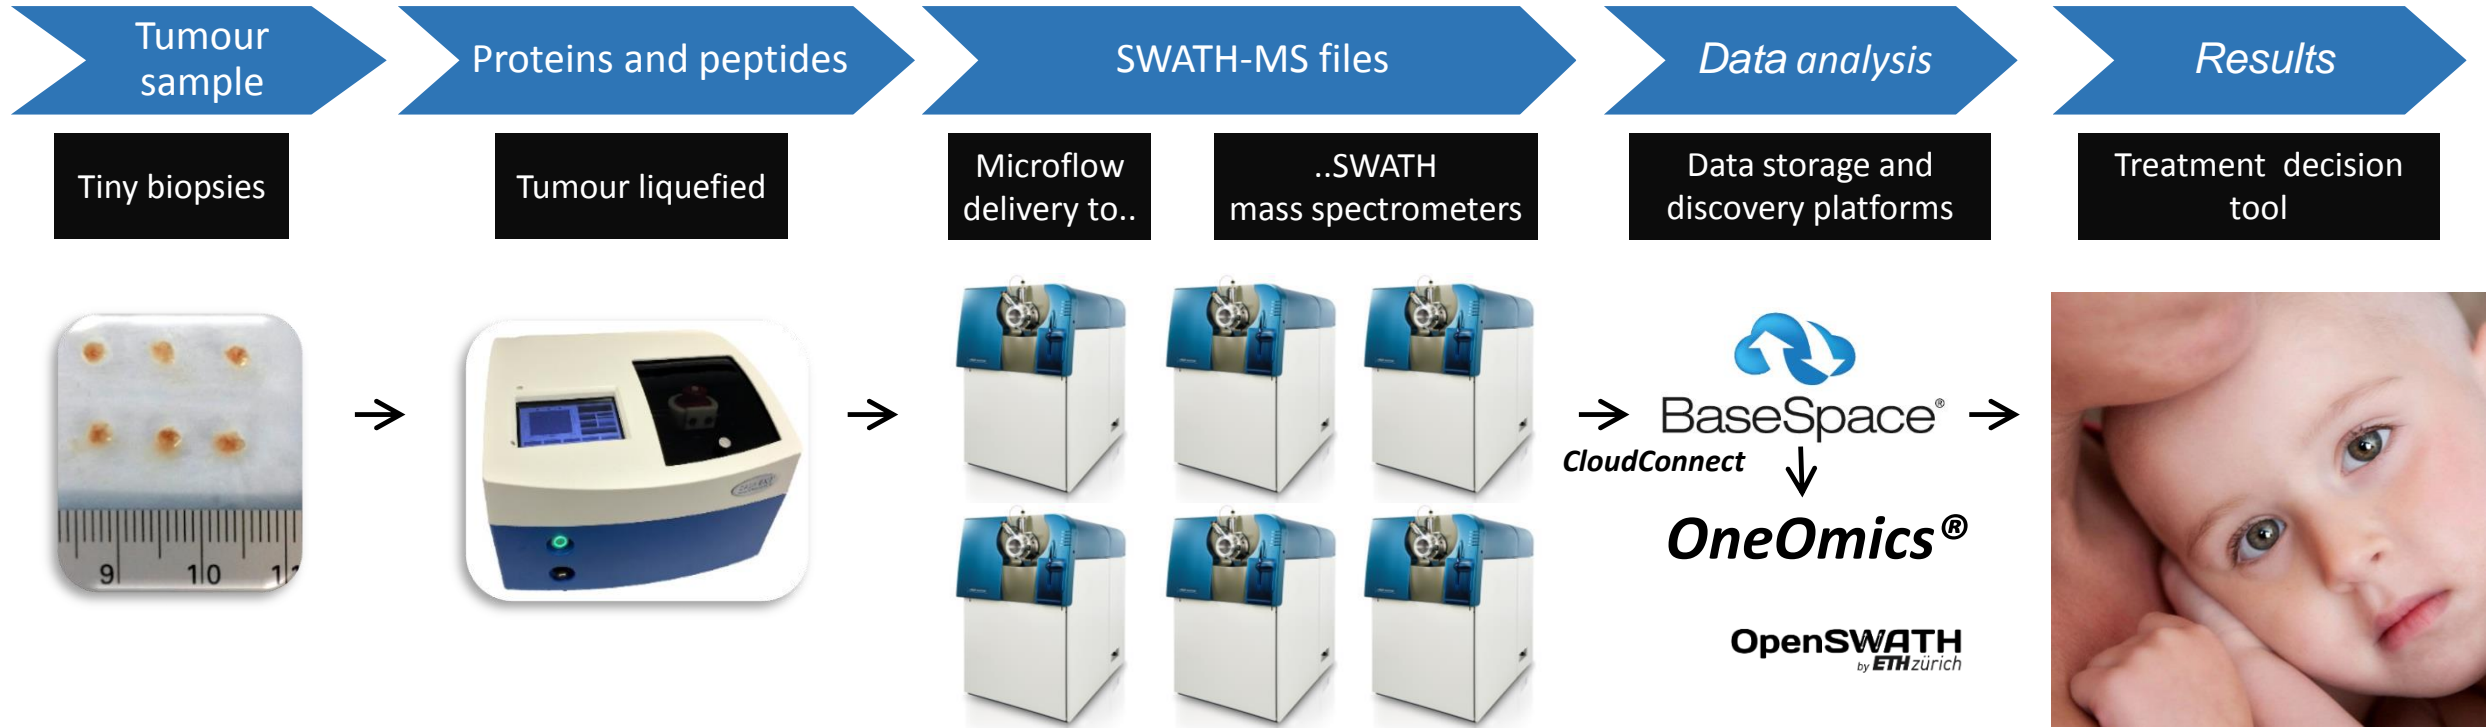 Tumour
sample
Proteins and peptides
SWATH-MS files
Data analysis
Results
Tiny biopsies
Tumour liquefied
Microflow
delivery to..
..SWATH
mass spectrometers
Data storage and
discovery platforms
Treatment decision
tool
9 10 11
BaseSpace®
CloudConnect
OneOmics®
OpenSWATH
by ETH zürich